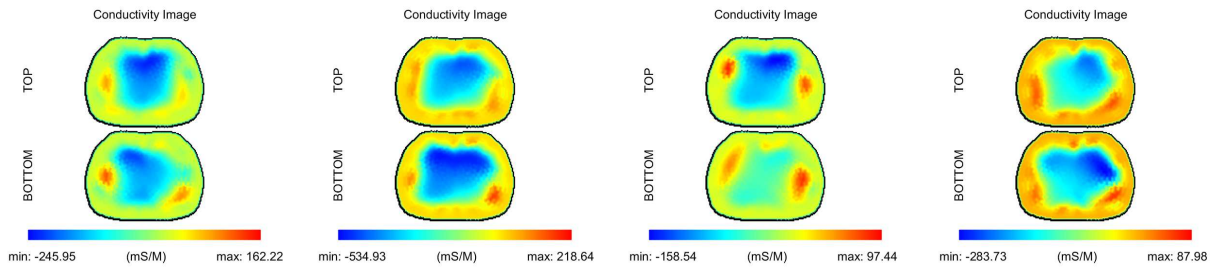 Conductivity Image
TOP
BOTTOM
min: -245.95 (mS/M) max: 162.22
Conductivity Image
TOP
BOTTOM
min: -534.93 (mS/M) max: 218.64
Conductivity Image
TOP
BOTTOM
min: -158.54 (mS/M) max: 97.44
Conductivity Image
TOP
BOTTOM
min: -283.73 (mS/M) max: 87.98